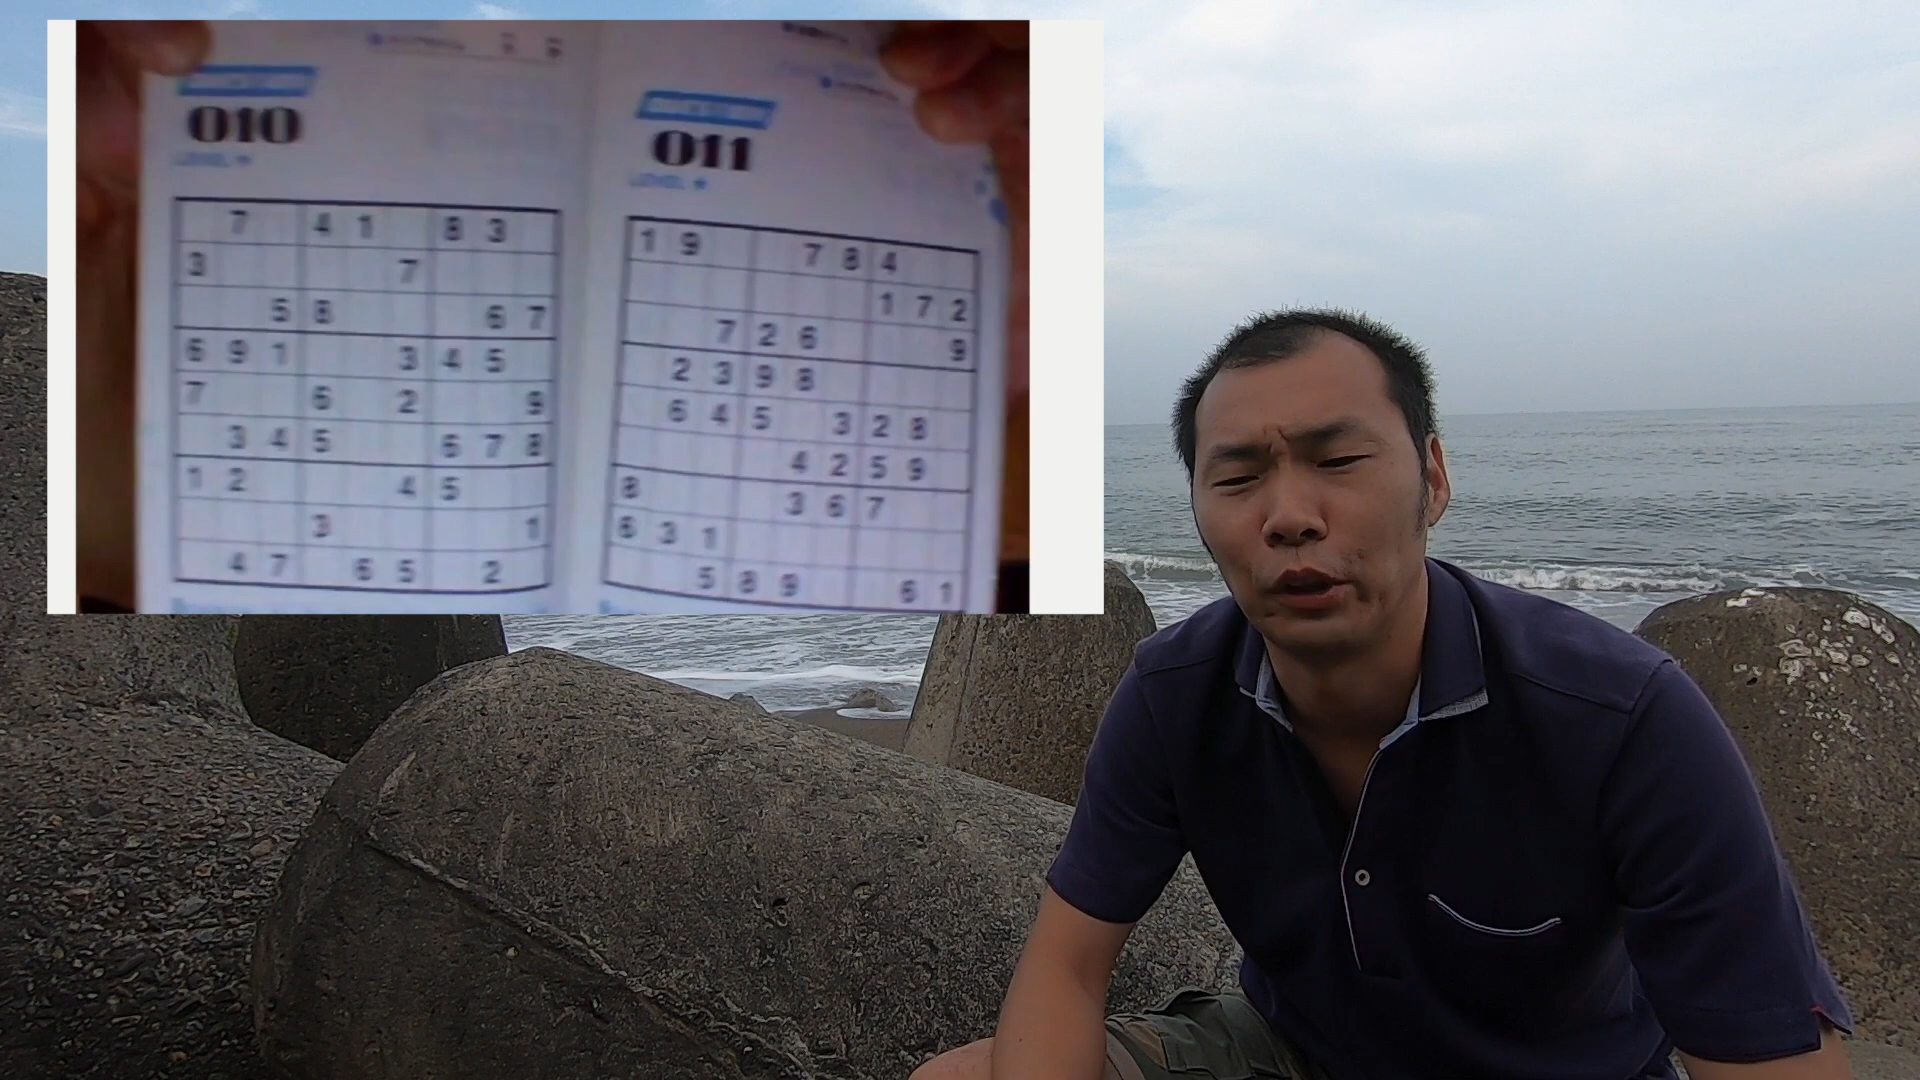 010
LEVEL
7 4 1 8 3
3 7
5 8 6 7
6 9 1 3 4 5
7 6 2 9
3 4 5 6 7 8
1 2 4 5
3 1
4 7 6 5 2
011
LEVEL
1 9 7 8 4
1 7 2
7 2 6 9
2 3 9 8
6 4 5 3 2 8
4 2 5 9
8 3 6 7
6 3 1
5 8 9 6 1